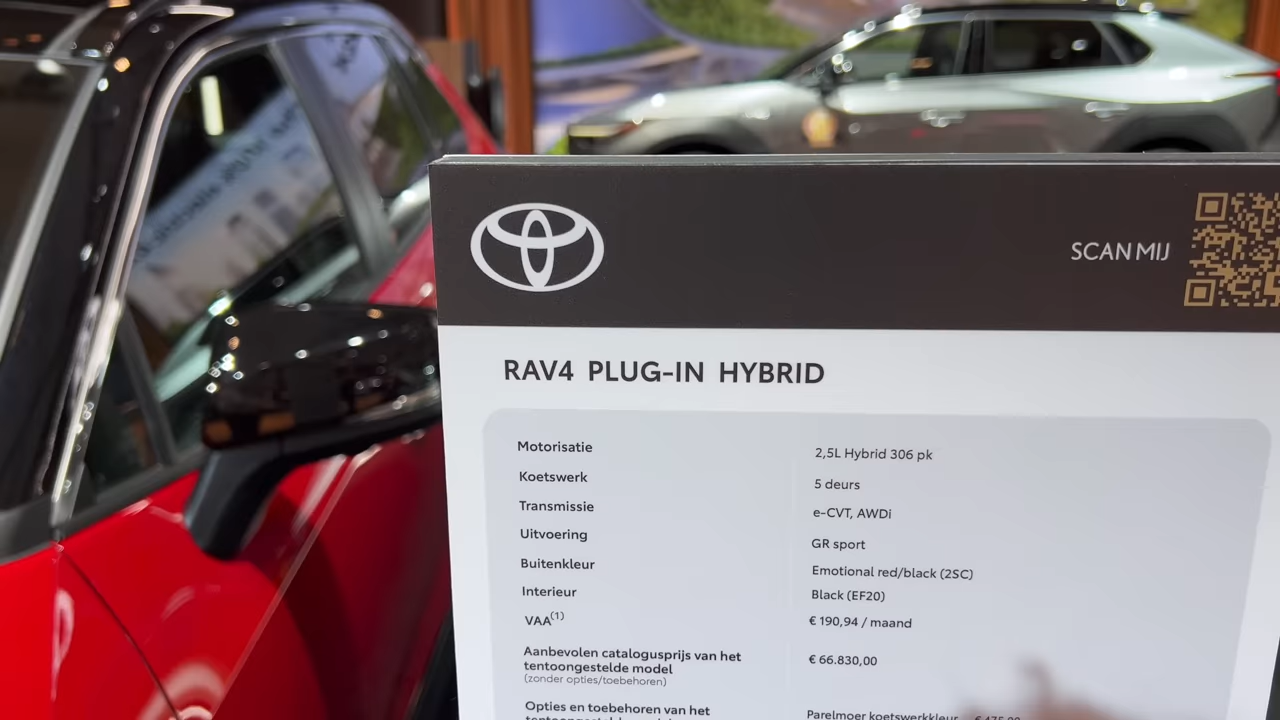 SCAN MIJ
RAV4 PLUG-IN HYBRID
Motorisatie 2,5L Hybrid 306 pk
Koetswerk 5 deurs
Transmissie e-CVT, AWDi
Uitvoering GR sport
Buitenkleur Emotional red/black (2SC)
Interieur Black (EF20)
VAA(1) € 190,94 / maand
Aanbevolen catalogusprijs van het € 66.830,00
tentoongestelde model
(zonder opties/toebehoren)
Opties en toebehoren van het Parelmoer koetswerkkleur